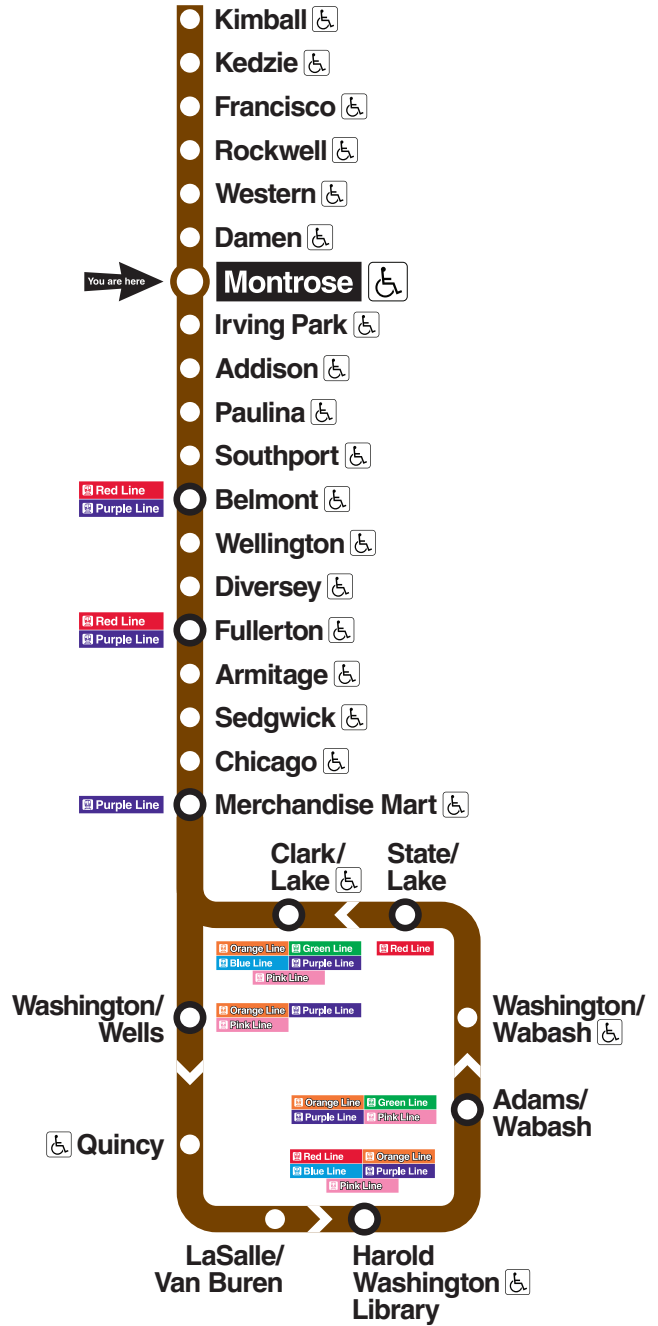 Kimball
Kedzie
Francisco
Rockwell
Western
Damen
You are here
Montrose
Irving Park
Addison
Paulina
Southport
Red Line
Purple Line
Belmont
Wellington
Diversey
Red Line
Purple Line
Fullerton
Armitage
Sedgwick
Chicago
Purple Line
Merchandise Mart
Clark/
Lake
State/
Lake
Orange Line Green Line
Blue Line Purple Line
Pink Line
Red Line
Washington/
Wells
Orange Line Purple Line
Pink Line
Washington/
Wabash
Orange Line Green Line
Purple Line Pink Line
Adams/
Wabash
Quincy
Red Line Orange Line
Blue Line Purple Line
Pink Line
LaSalle/
Van Buren
Harold
Washington
Library